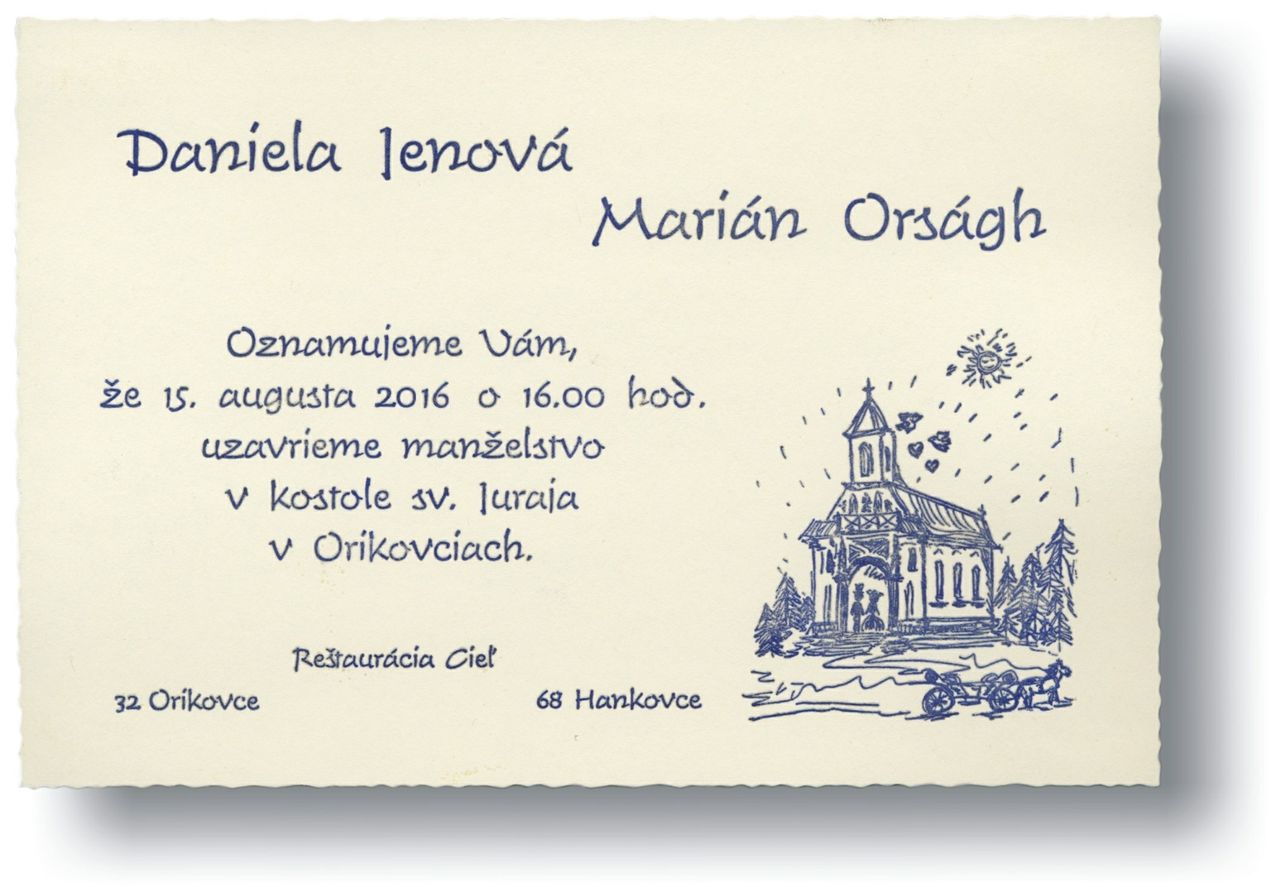 Daniela Jenová
Marián Orságh
Oznamujeme Vám,
že 15. augusta 2016 o 16.00 hod.
uzavrieme manželstvo
v kostole sv. Juraja
v Orikovciach.
Reštaurácia Cieľ
32 Orikovce 68 Hankovce